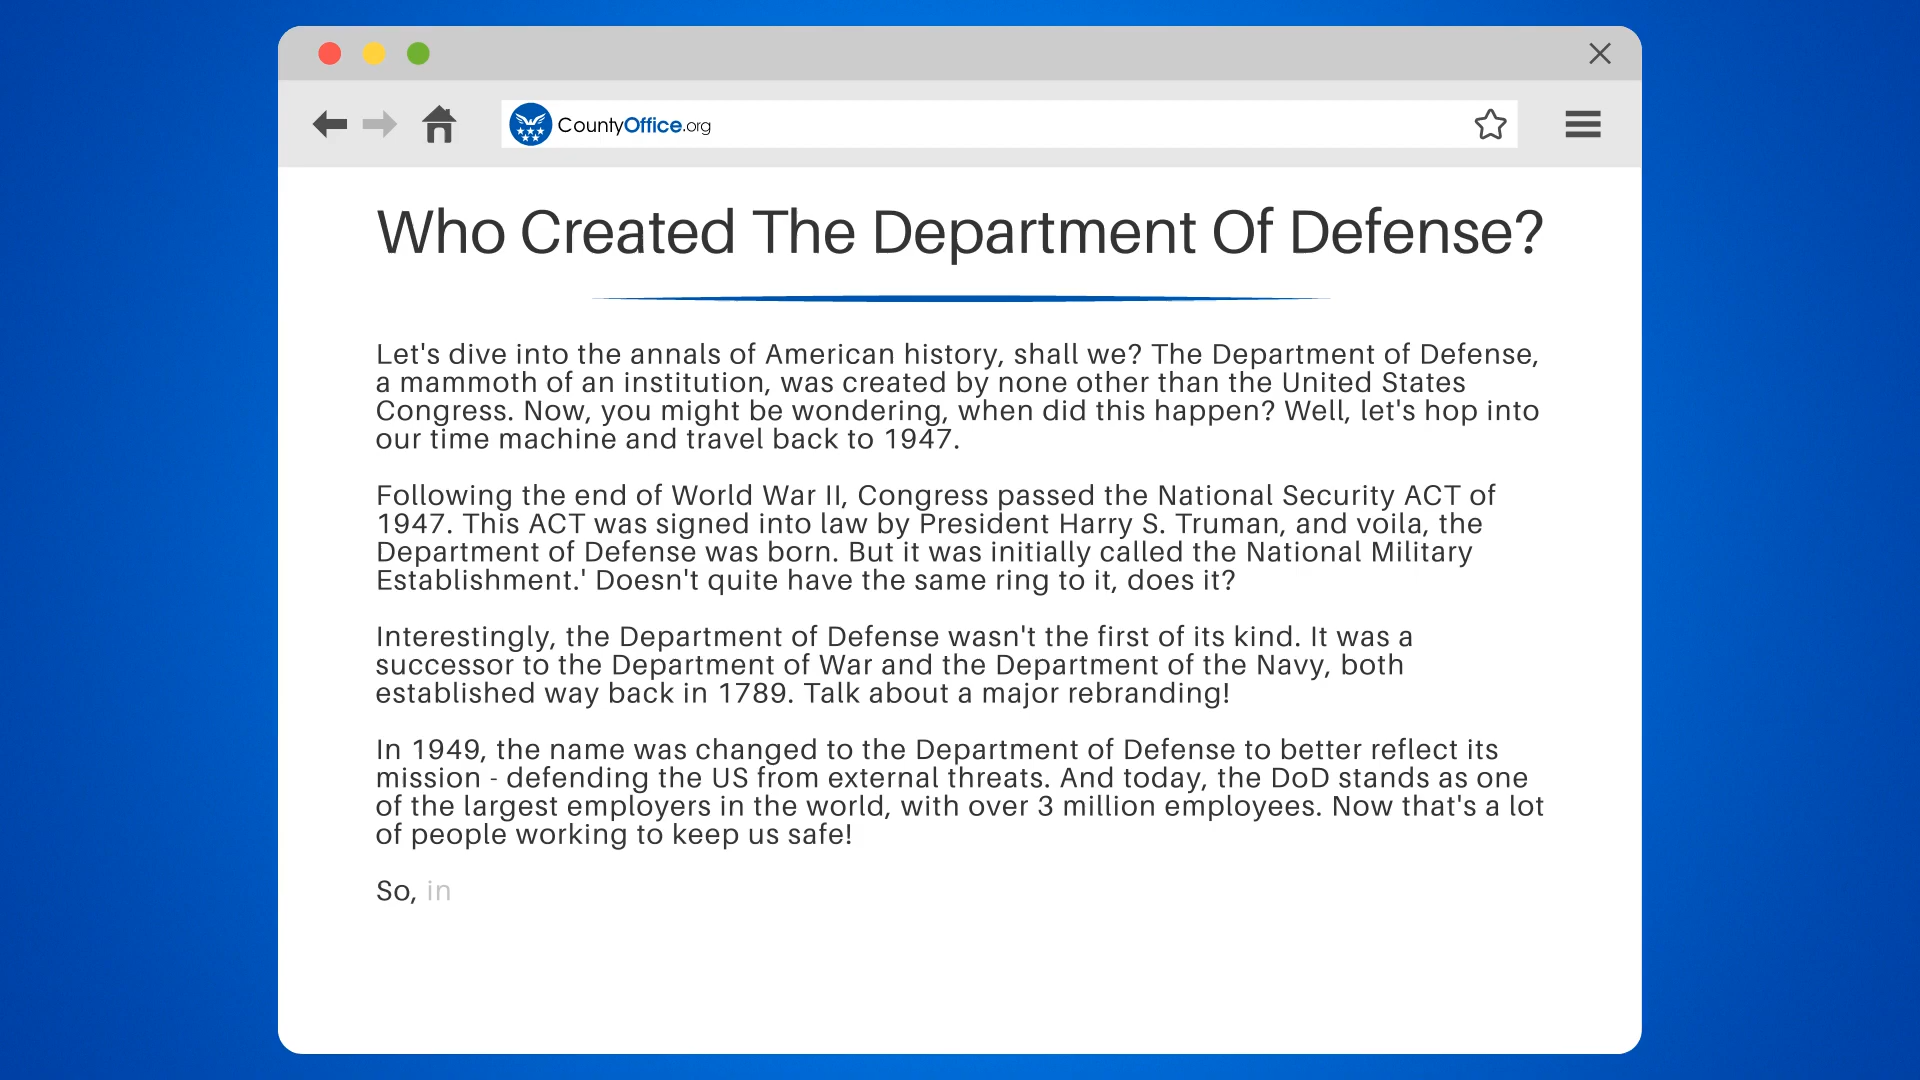 CountyOffice.org
Who Created The Department Of Defense?
Let's dive into the annals of American history, shall we? The Department of Defense,
a mammoth of an institution, was created by none other than the United States
Congress. Now, you might be wondering, when did this happen? Well, let's hop into
our time machine and travel back to 1947.
Following the end of World War II, Congress passed the National Security ACT of
1947. This ACT was signed into law by President Harry S. Truman, and voila, the
Department of Defense was born. But it was initially called the National Military
Establishment.' Doesn't quite have the same ring to it, does it?
Interestingly, the Department of Defense wasn't the first of its kind. It was a
successor to the Department of War and the Department of the Navy, both
established way back in 1789. Talk about a major rebranding!
In 1949, the name was changed to the Department of Defense to better reflect its
mission - defending the US from external threats. And today, the DoD stands as one
of the largest employers in the world, with over 3 million employees. Now that's a lot
of people working to keep us safe!
So, in